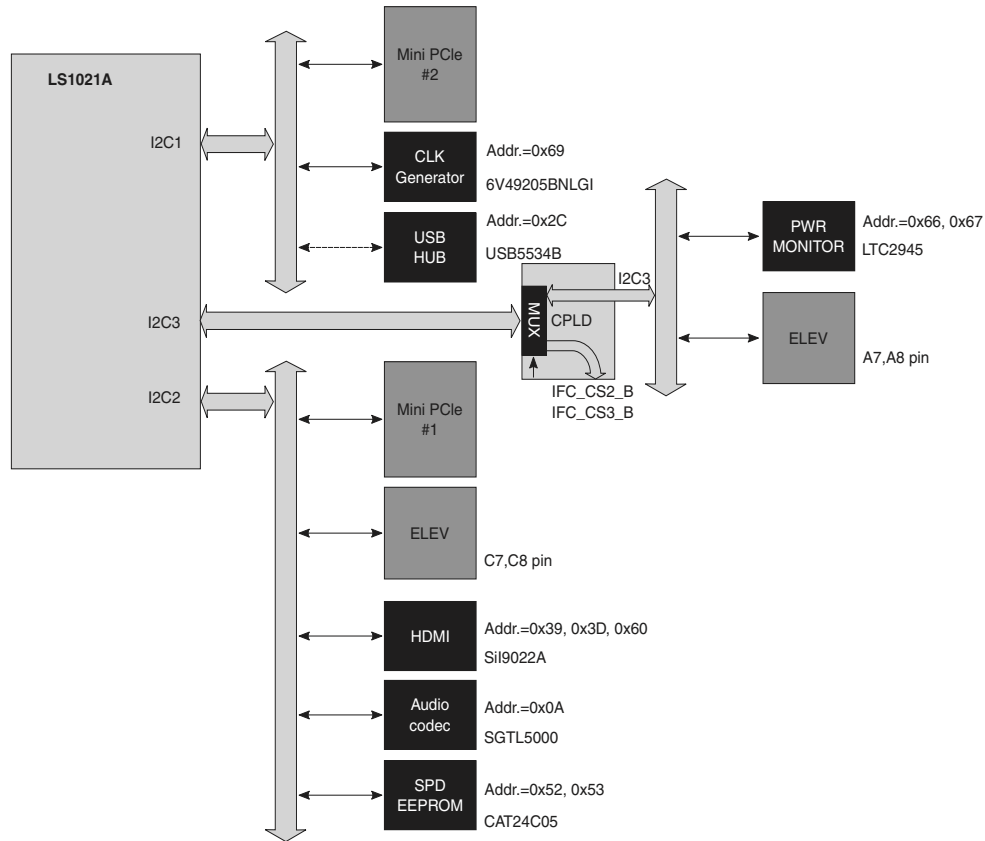 LS1021A
I2C1
I2C3
I2C2
Mini PCIe
#2
CLK
Generator
Addr.=0x69
6V49205BNLGI
USB
HUB
Addr.=0x2C
USB5534B
MUX
CPLD
I2C3
IFC_CS2_B
IFC_CS3_B
PWR
MONITOR
Addr.=0x66, 0x67
LTC2945
ELEV
A7,A8 pin
Mini PCIe
#1
ELEV
C7,C8 pin
HDMI
Addr.=0x39, 0x3D, 0x60
SiI9022A
Audio
codec
Addr.=0x0A
SGTL5000
SPD
EEPROM
Addr.=0x52, 0x53
CAT24C05